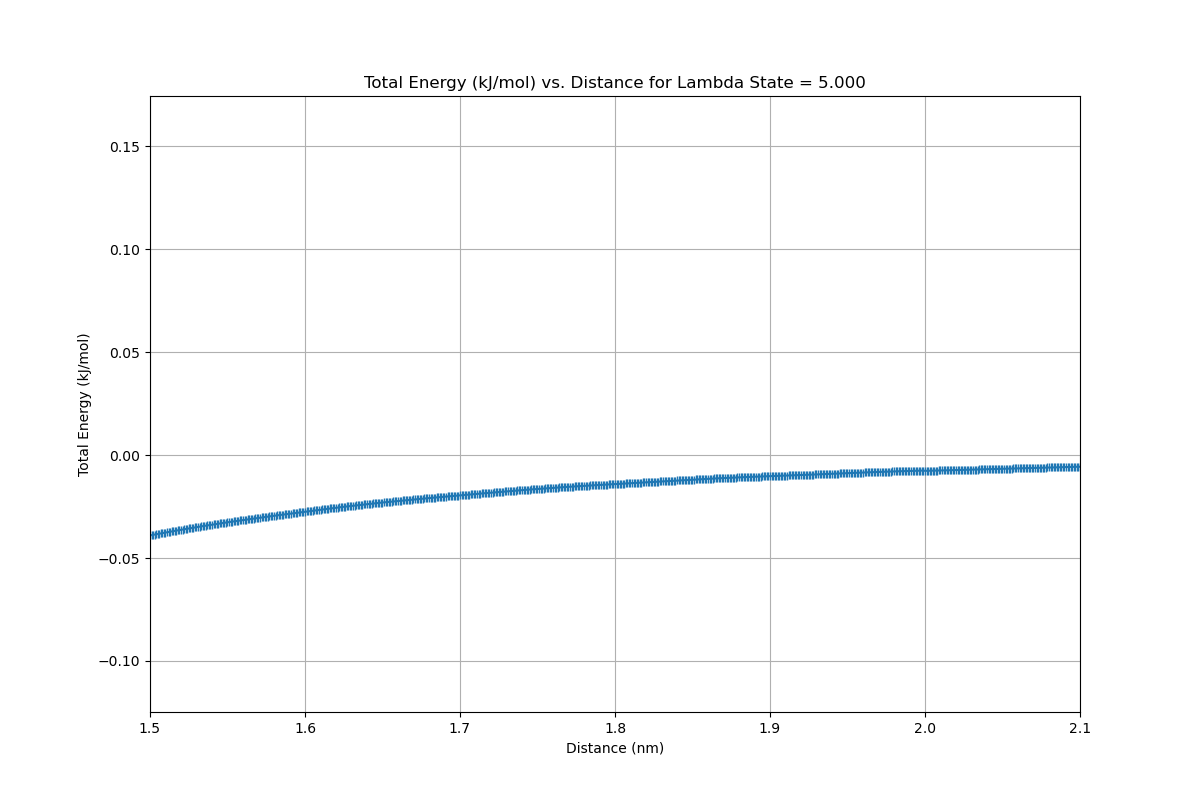 Total Energy (kJ/mol) vs. Distance for Lambda State = 5.000
Total Energy (kJ/mol)
0.15
0.10
0.05
0.00
−0.05
−0.10
1.5 1.6 1.7 1.8 1.9 2.0 2.1
Distance (nm)